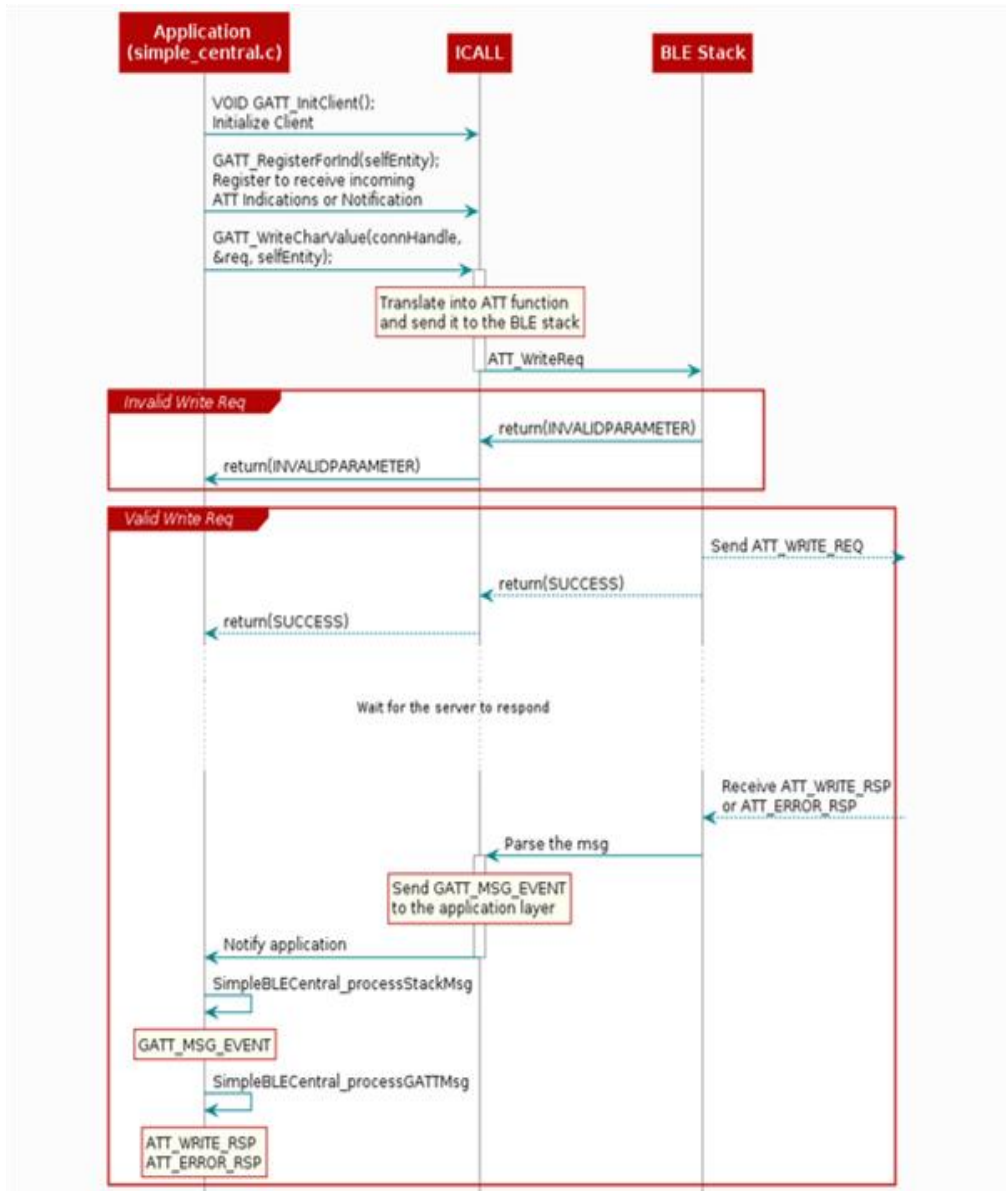 Application
(simple_central.c)
ICALL
BLE Stack
VOID GATT_InitClient();
Initialize Client
GATT_RegisterForInd(selfEntity);
Register to receive incoming
ATT Indications or Notification
GATT_WriteCharValue(connHandle,
&req, selfEntity);
Translate into ATT function
and send it to the BLE stack
ATT_WriteReq
Invalid Write Req
return(INVALIDPARAMETER)
return(INVALIDPARAMETER)
Valid Write Req
Send ATT_WRITE_REQ
return(SUCCESS)
return(SUCCESS)
Wait for the server to respond
Receive ATT_WRITE_RSP
or ATT_ERROR_RSP
Parse the msg
Send GATT_MSG_EVENT
to the application layer
Notify application
SimpleBLECentral_processStackMsg
GATT_MSG_EVENT
SimpleBLECentral_processGATTMsg
ATT_WRITE_RSP
ATT_ERROR_RSP